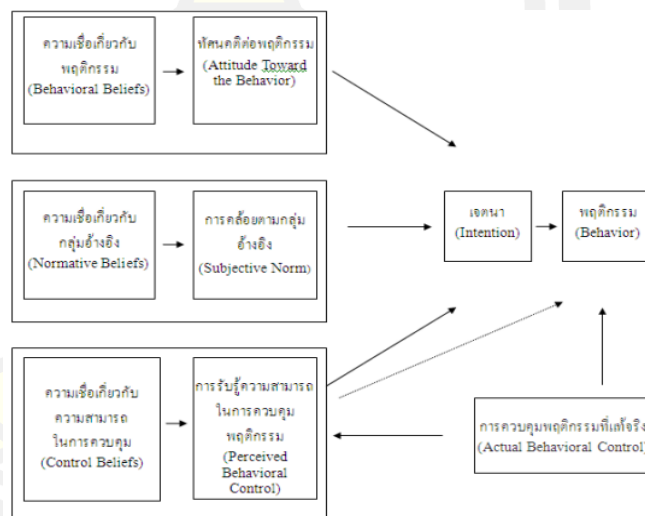 ความเชื่อเกี่ยวกับ
พฤติกรรม
(Behavioral Beliefs)
ทัศนคติต่อพฤติกรรม
(Attitude Toward
the Behavior)
ความเชื่อเกี่ยวกับ
กลุ่มอ้างอิง
(Normative Beliefs)
การคล้อยตามกลุ่ม
อ้างอิง
(Subjective Norm)
เจตนา
(Intention)
พฤติกรรม
(Behavior)
ความเชื่อเกี่ยวกับ
ความสามารถ
ในการควบคุม
(Control Beliefs)
การรับรู้ความสามารถ
ในการควบคุม
พฤติกรรม
(Perceived
Behavioral
Control)
การควบคุมพฤติกรรมที่แท้จริง
(Actual Behavioral Control)